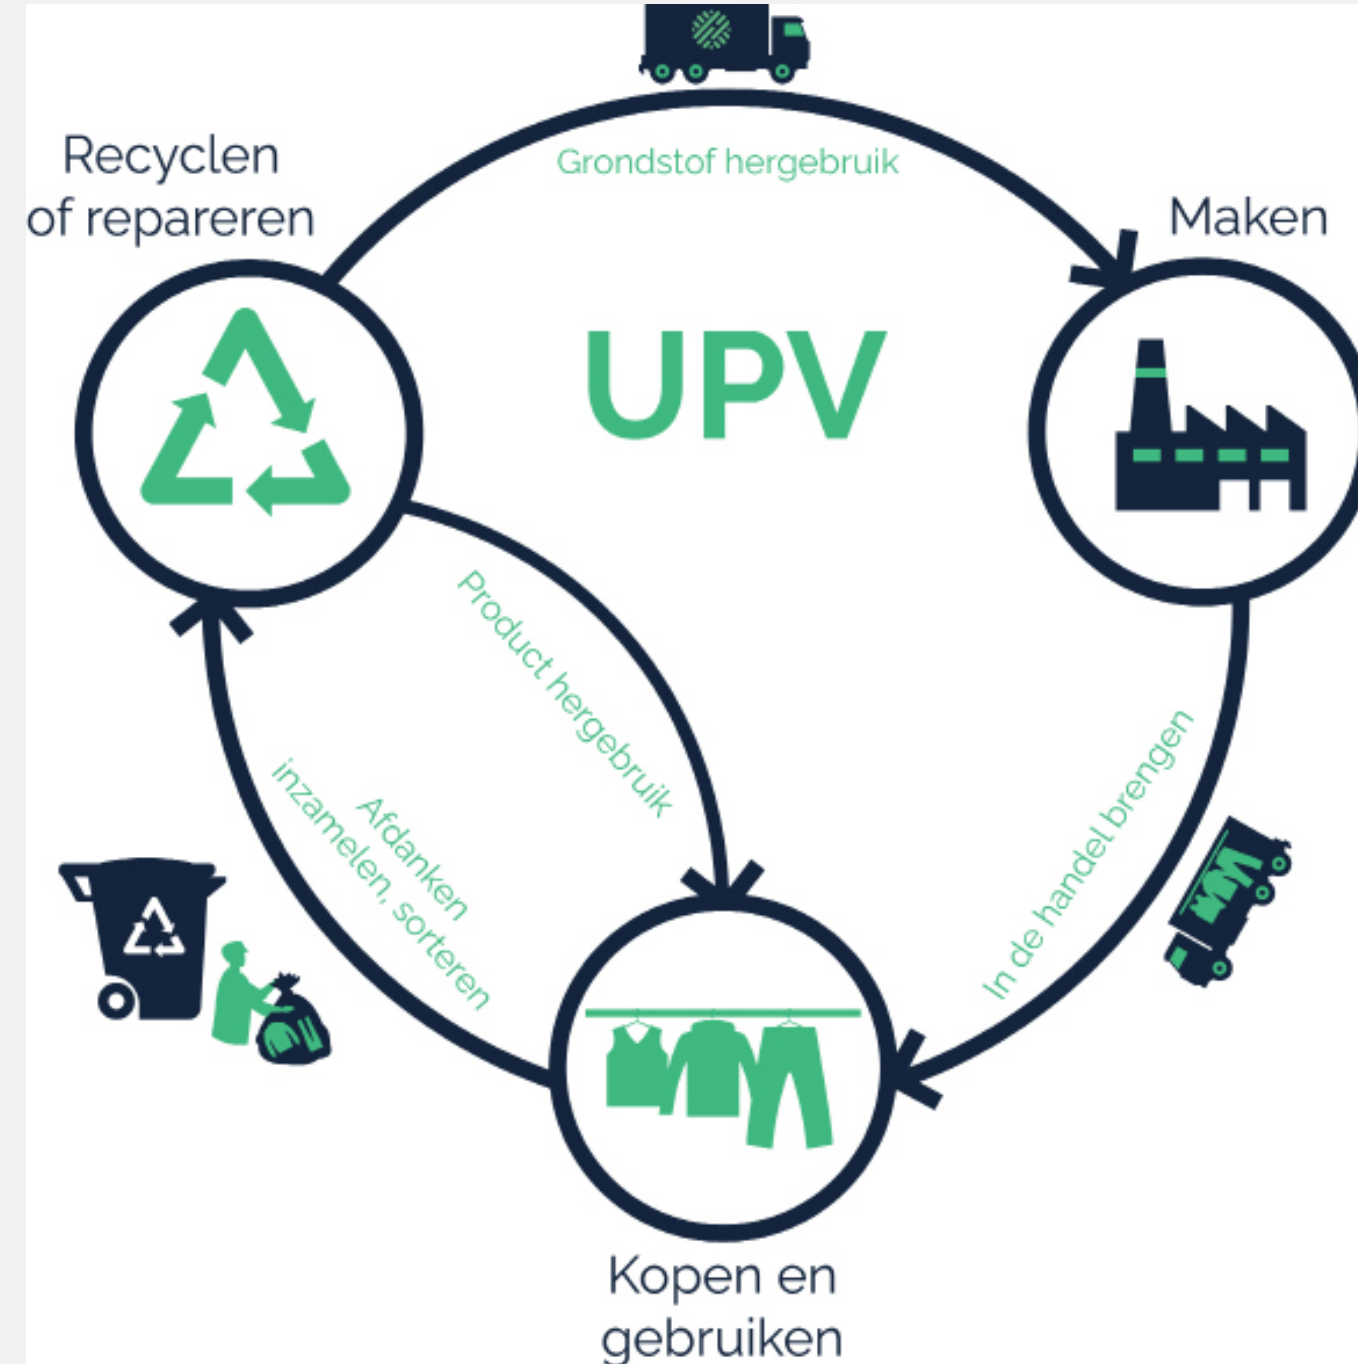 Grondstof hergebruik
Recyclen
of repareren
Maken
UPV
Product hergebruik
Afdanken
inzamelen, sorteren
In de handel brengen
Kopen en
gebruiken